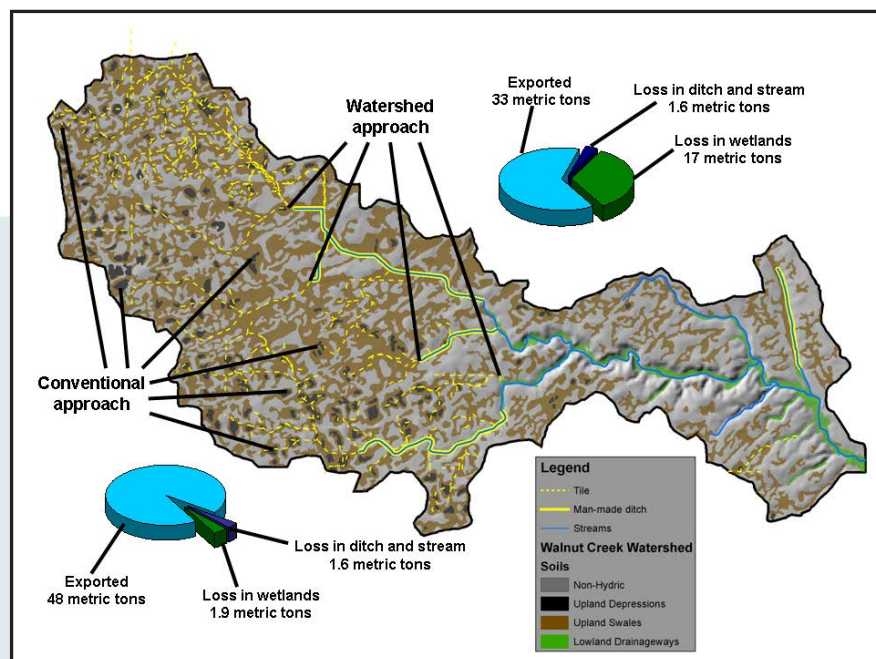 Watershed
approach
Exported
33 metric tons
Loss in ditch and stream
1.6 metric tons
Loss in wetlands
17 metric tons
Conventional
approach
Exported
48 metric tons
Loss in wetlands
1.9 metric tons
Loss in ditch and stream
1.6 metric tons
Legend
Tile
Man-made ditch
Streams
Walnut Creek Watershed
Soils
Non-Hydric
Upland Depressions
Upland Swales
Lowland Drainageways